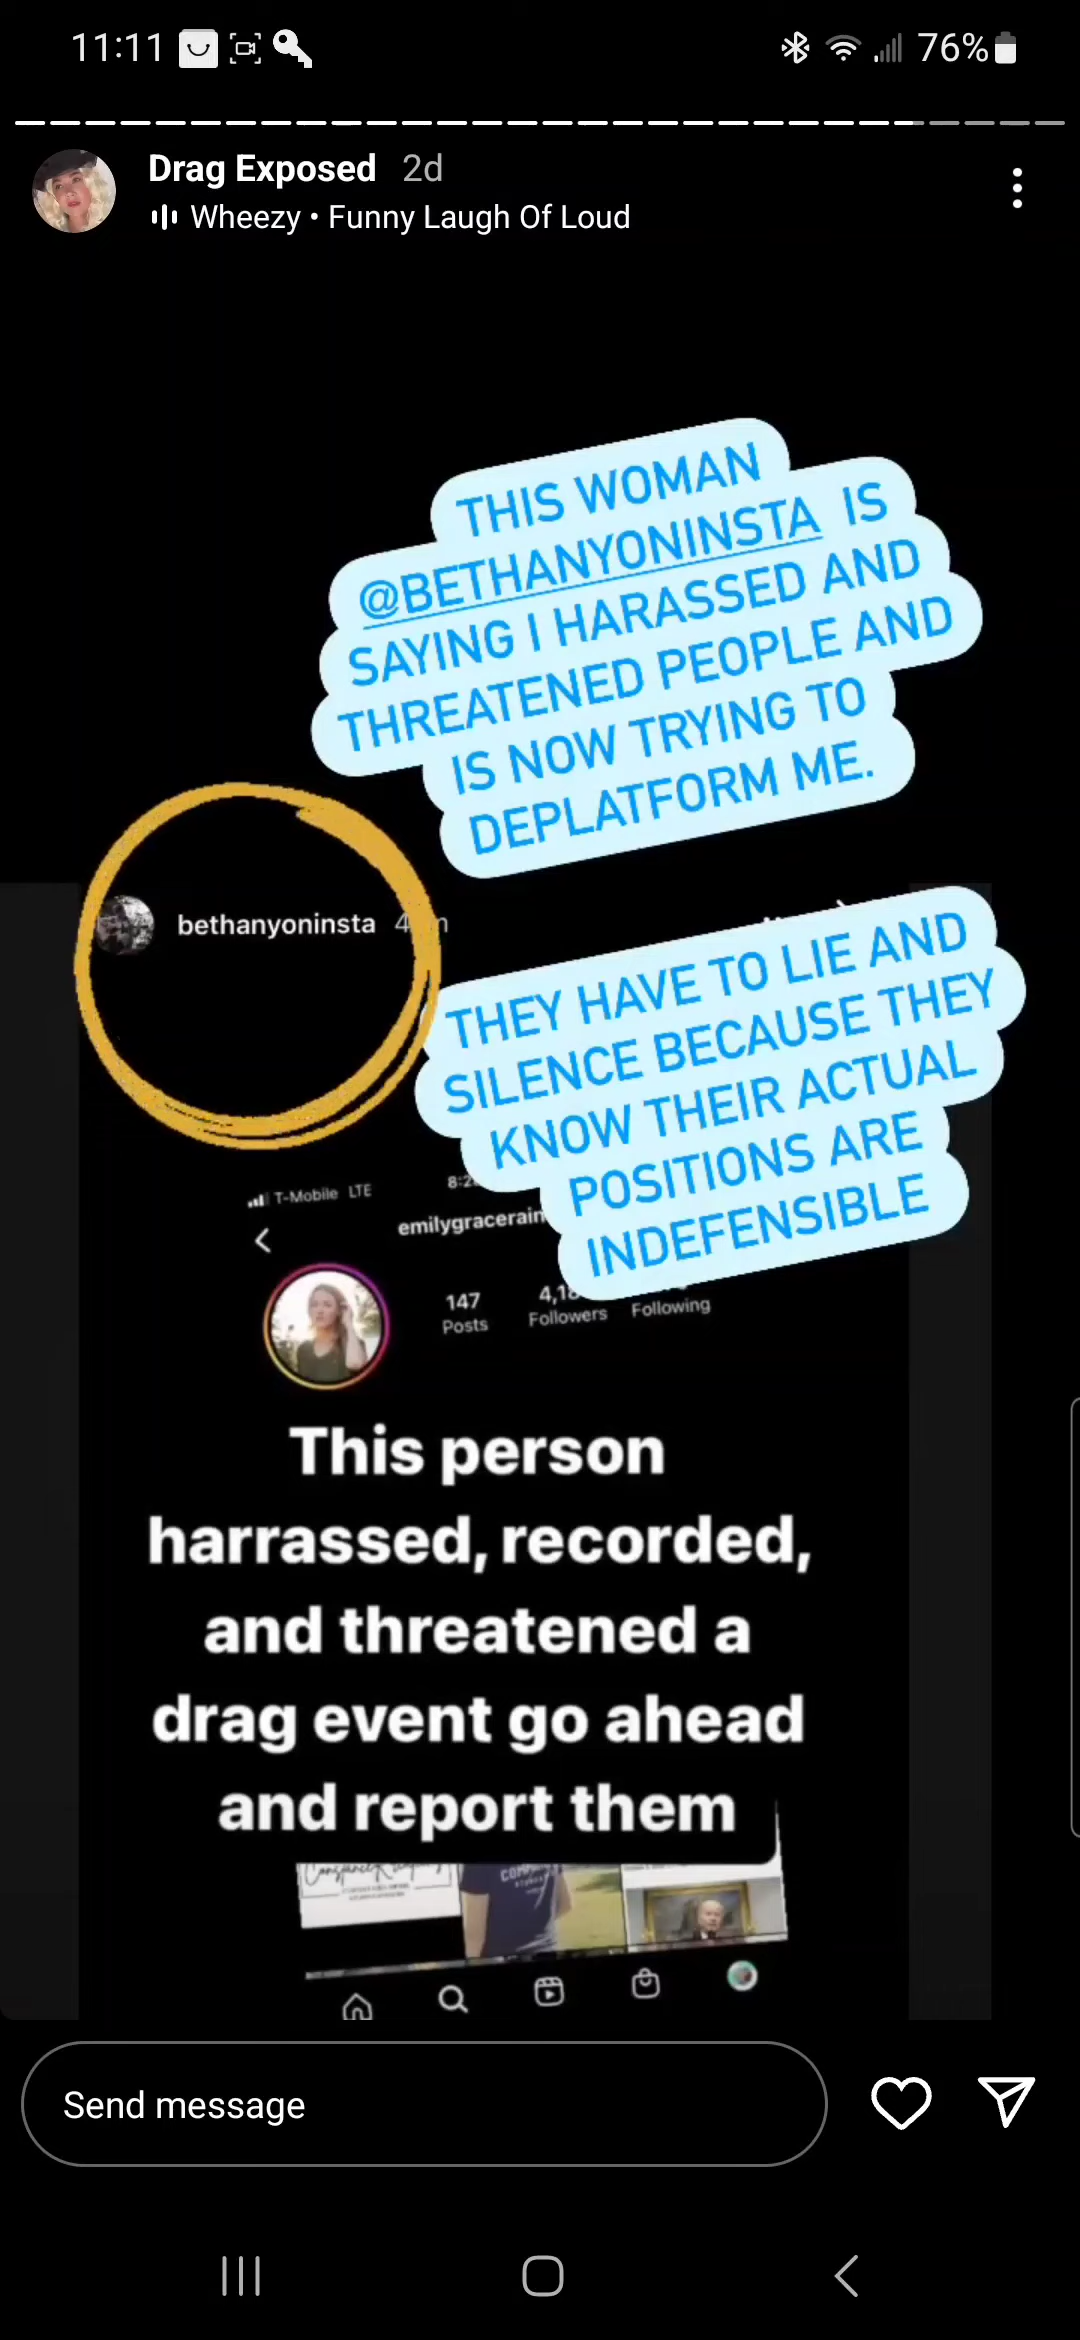 11:11
76%
Drag Exposed 2d
Wheezy • Funny Laugh Of Loud
THIS WOMAN
@BETHANYONINSTA IS
SAYING I HARASSED AND
THREATENED PEOPLE AND
IS NOW TRYING TO
DEPLATFORM ME.
bethanyoninsta
THEY HAVE TO LIE AND
SILENCE BECAUSE THEY
KNOW THEIR ACTUAL
POSITIONS ARE
INDEFENSIBLE
T-Mobile LTE
emilygracerain
147
Posts
Followers
Following
This person
harrassed, recorded,
and threatened a
drag event go ahead
and report them
Send message